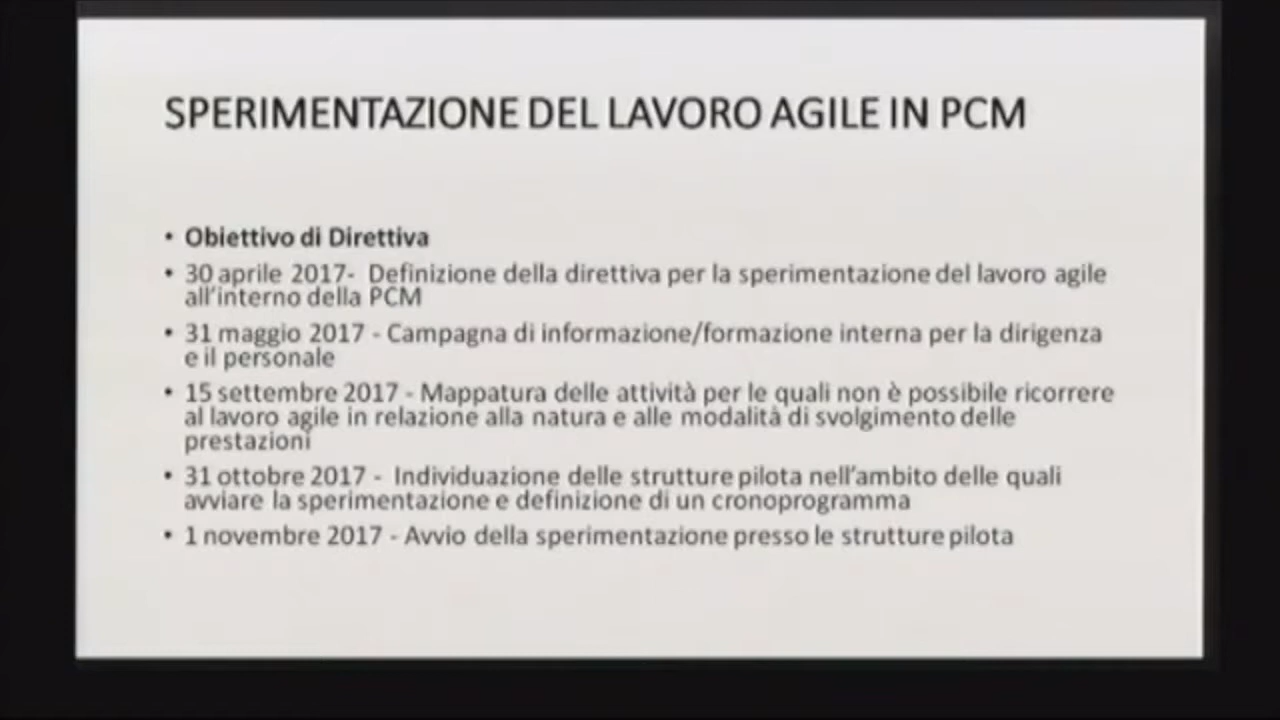 SPERIMENTAZIONE DEL LAVORO AGILE IN PCM
• Obiettivo di Direttiva
• 30 aprile 2017- Definizione della direttiva per la sperimentazione del lavoro agile
all'interno della PCM
• 31 maggio 2017 - Campagna di informazione/formazione interna per la dirigenza
e il personale
• 15 settembre 2017 - Mappatura delle attività per le quali non è possibile ricorrere
al lavoro agile in relazione alla natura e alle modalità di svolgimento delle
prestazioni
• 31 ottobre 2017 - Individuazione delle strutture pilota nell'ambito delle quali
avviare la sperimentazione e definizione di un cronoprogramma
• 1 novembre 2017 - Avvio della sperimentazione presso le strutture pilota